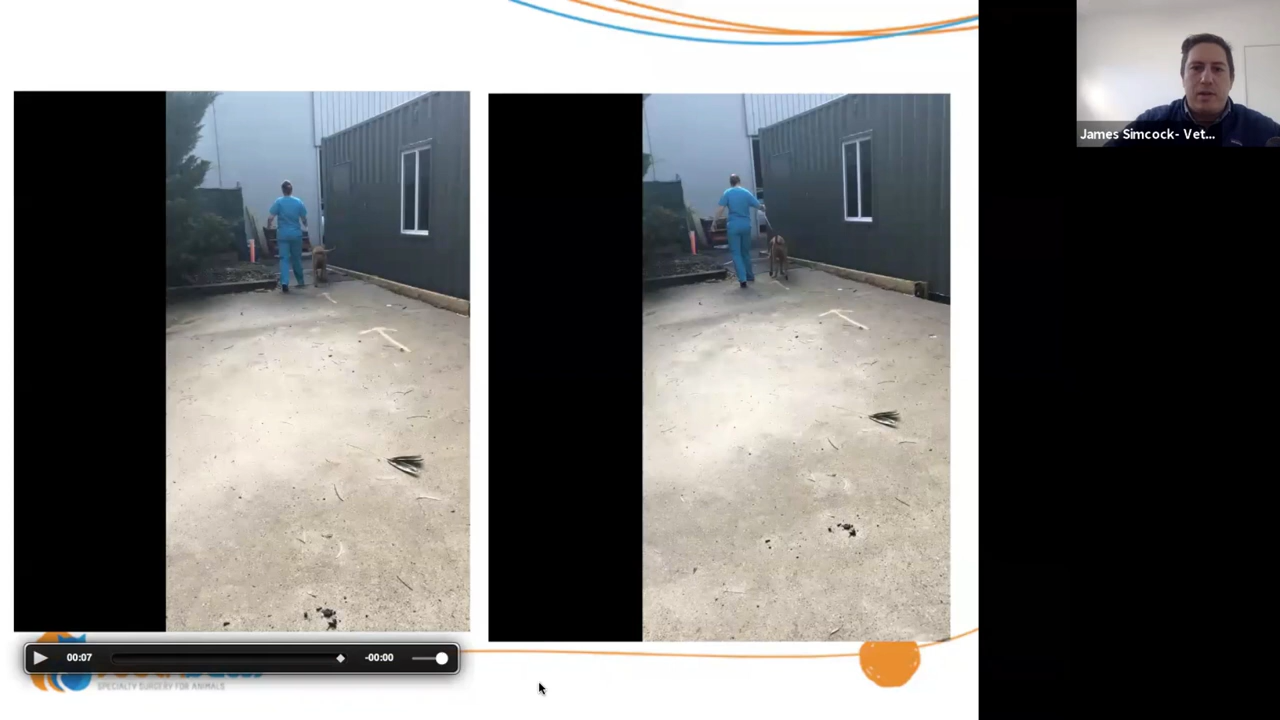 James Simcock- Vet...
00:07
-00:00
SPECIALTY SURGERY FOR ANIMALS